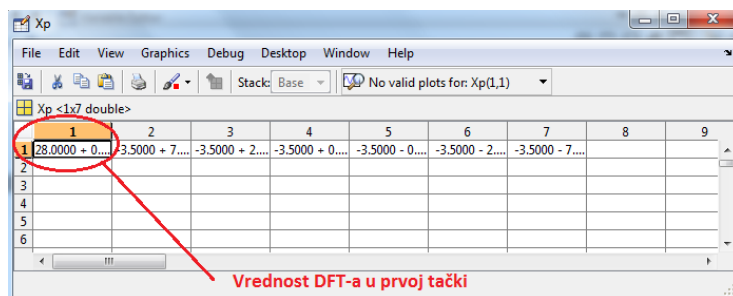 Xp
File Edit View Graphics Debug Desktop Window Help
Stack: Base No valid plots for: Xp(1,1)
Xp <1x7 double>
1 2 3 4 5 6 7 8 9
1 28.0000 + 0.... -3.5000 + 7.... -3.5000 + 2.... -3.5000 + 0.... -3.5000 - 0.... -3.5000 - 2.... -3.5000 - 7....
2
3
4
5
6
Vrednost DFT-a u prvoj tački